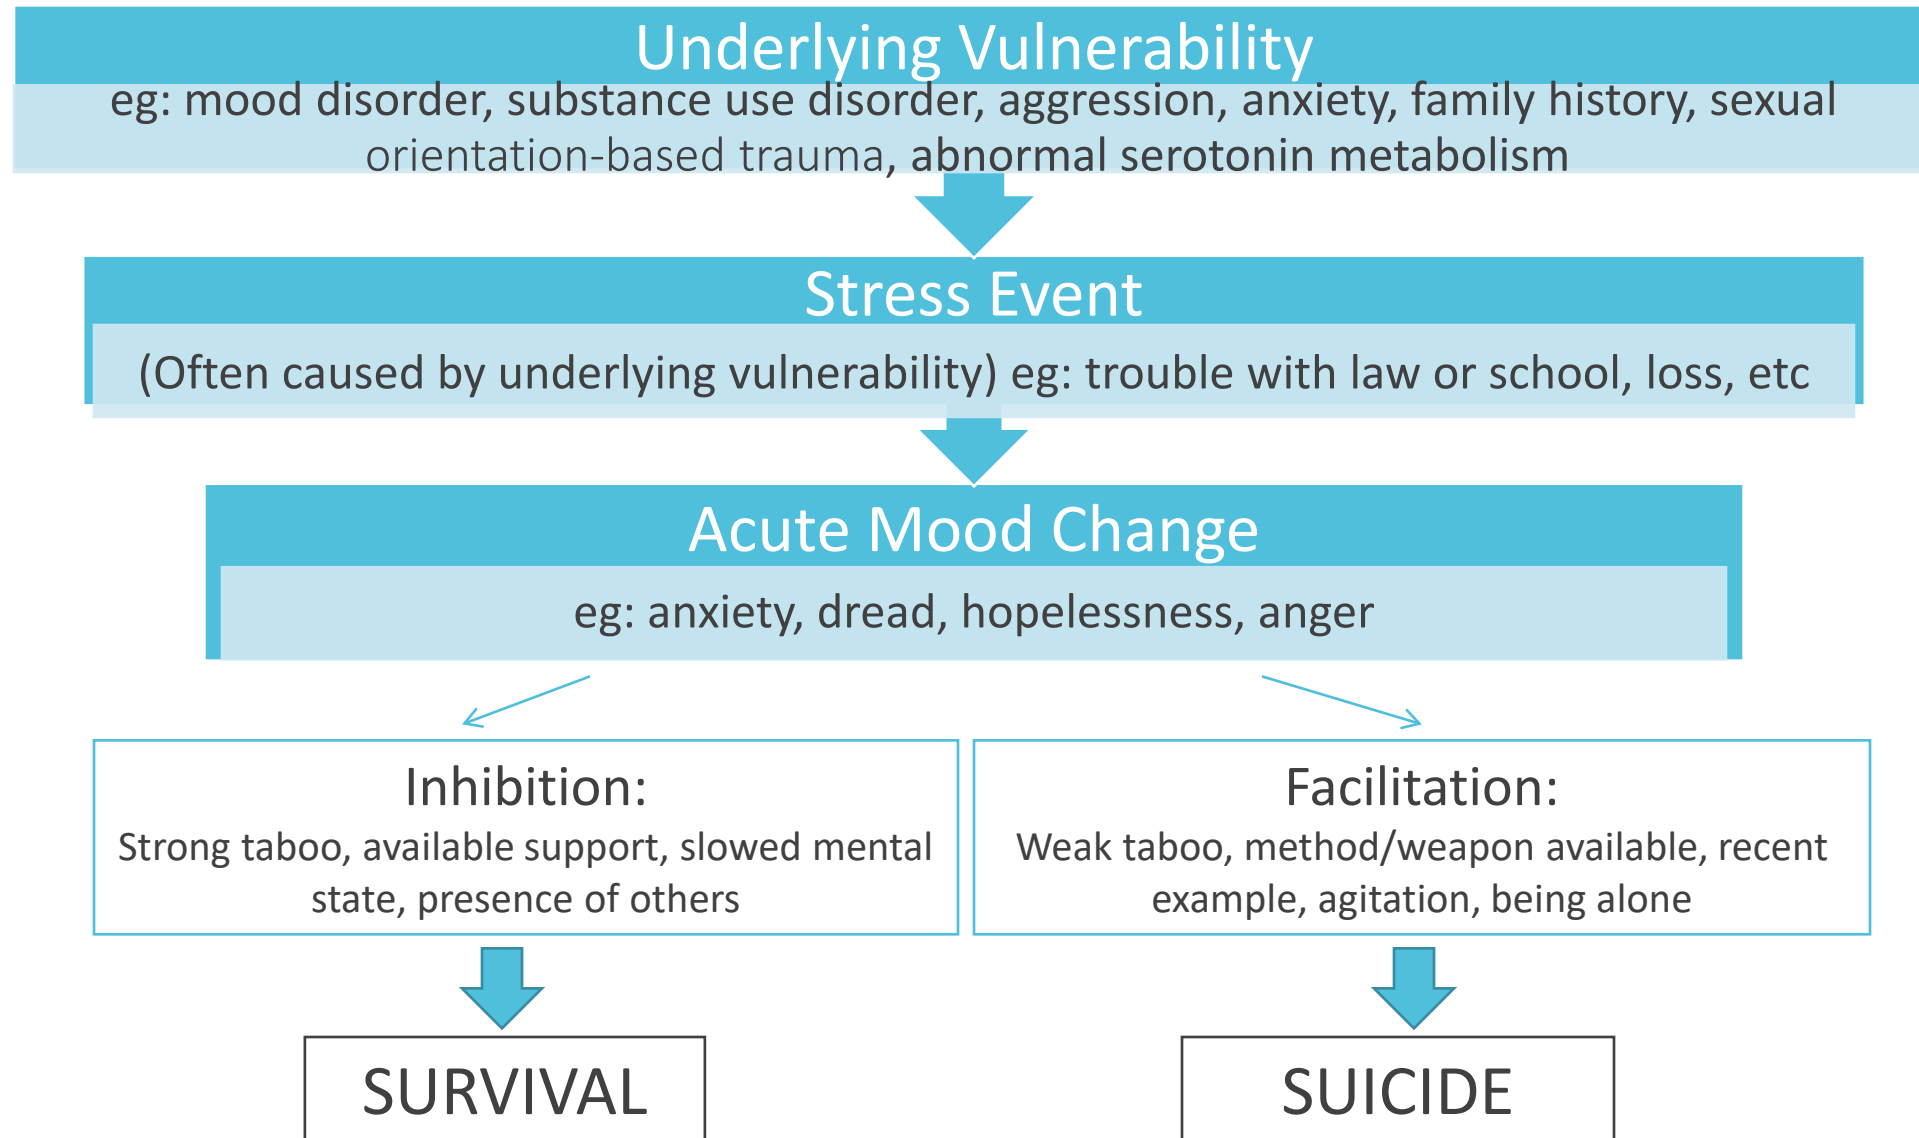 Underlying Vulnerability
eg: mood disorder, substance use disorder, aggression, anxiety, family history, sexual
orientation-based trauma, abnormal serotonin metabolism
Stress Event
(Often caused by underlying vulnerability) eg: trouble with law or school, loss, etc
Acute Mood Change
eg: anxiety, dread, hopelessness, anger
Inhibition:
Strong taboo, available support, slowed mental
state, presence of others
Facilitation:
Weak taboo, method/weapon available, recent
example, agitation, being alone
SURVIVAL
SUICIDE